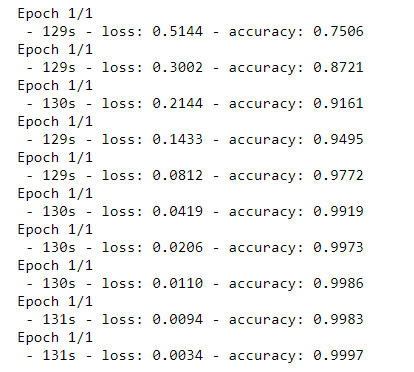 Epoch 1/1
 - 129s - loss: 0.5144 - accuracy: 0.7506
Epoch 1/1
 - 129s - loss: 0.3002 - accuracy: 0.8721
Epoch 1/1
 - 130s - loss: 0.2144 - accuracy: 0.9161
Epoch 1/1
 - 129s - loss: 0.1433 - accuracy: 0.9495
Epoch 1/1
 - 129s - loss: 0.0812 - accuracy: 0.9772
Epoch 1/1
 - 130s - loss: 0.0419 - accuracy: 0.9919
Epoch 1/1
 - 130s - loss: 0.0206 - accuracy: 0.9973
Epoch 1/1
 - 130s - loss: 0.0110 - accuracy: 0.9986
Epoch 1/1
 - 131s - loss: 0.0094 - accuracy: 0.9983
Epoch 1/1
 - 131s - loss: 0.0034 - accuracy: 0.9997